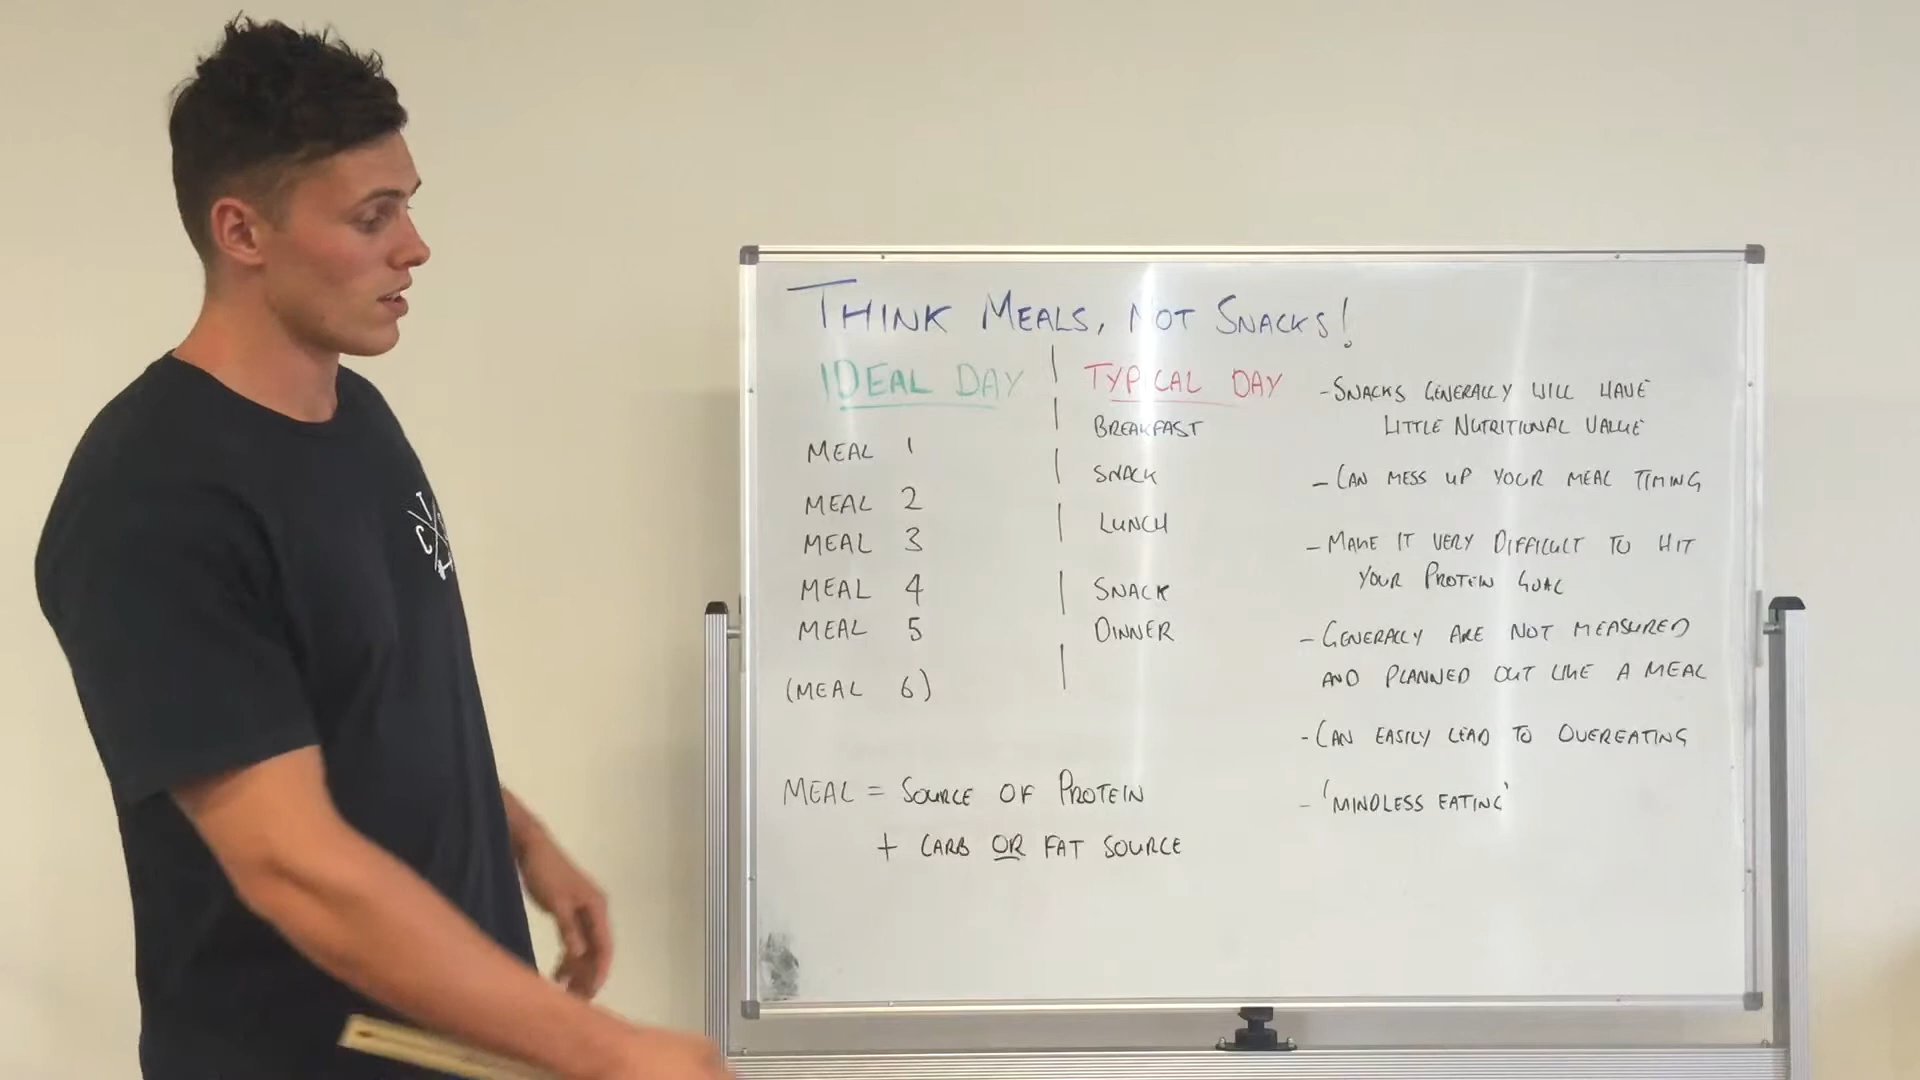 THINK MEALS, NOT SNACKS!
IDEAL DAY
MEAL 1
MEAL 2
MEAL 3
MEAL 4
MEAL 5
(MEAL 6)
MEAL = SOURCE OF PROTEIN
+ CARB OR FAT SOURCE
TYPICAL DAY
BREAKFAST
SNACK
LUNCH
SNACK
DINNER
- SNACKS GENERALLY WILL HAVE
LITTLE NUTRITIONAL VALUE
- CAN MESS UP YOUR MEAL TIMING
- MAKE IT VERY DIFFICULT TO HIT
YOUR PROTEIN GOAL
- GENERALLY ARE NOT MEASURED
AND PLANNED OUT LIKE A MEAL
- CAN EASILY LEAD TO OVEREATING
- 'MINDLESS EATING'